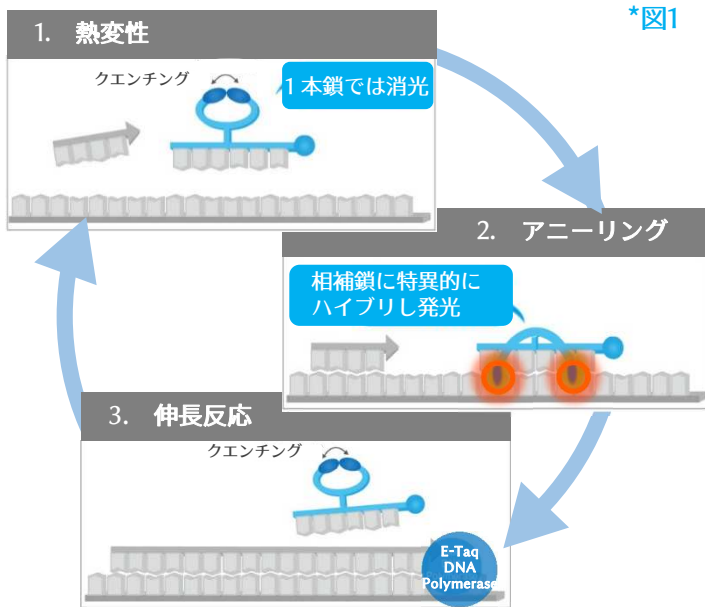 *図1
1. 熱変性
クエンチング
1本鎖では消光
2. アニーリング
相補鎖に特異的に
ハイブリし発光
3. 伸長反応
クエンチング
E-Taq
DNA
Polymerase